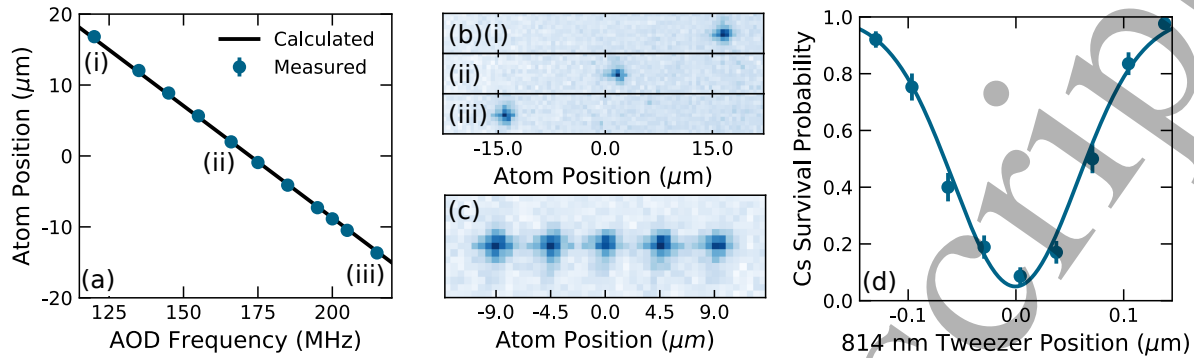 Atom Position (μm)
20
10
0
-10
-20
125
150
175
200
AOD Frequency (MHz)
Calculated
Measured
(i)
(ii)
(iii)
(a)
(b)(i)
(ii)
(iii)
-15.0
0.0
15.0
Atom Position (μm)
(c)
-9.0
-4.5
0.0
4.5
9.0
Atom Position (μm)
Cs Survival Probability
1.0
0.8
0.6
0.4
0.2
0.0
(d)
-0.1
0.0
0.1
814 nm Tweezer Position (μm)